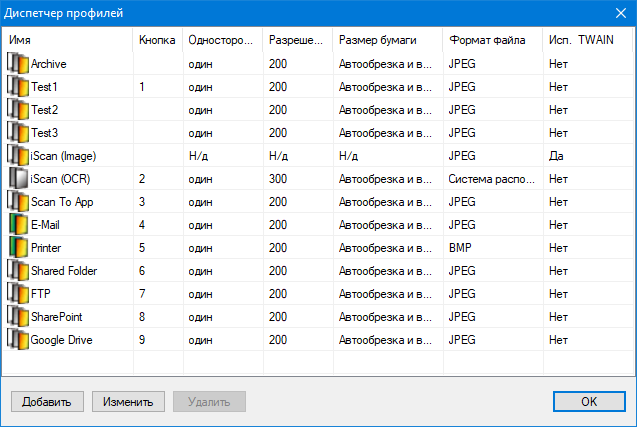 Диспетчер профилей
Имя Кнопка Одностoро... Разреше... Размер бумаги Формат файла Исп. TWAIN
Archive один 200 Автообрезка и в... JPEG Нет
Test1 1 один 200 Автообрезка и в... JPEG Нет
Test2 один 200 Автообрезка и в... JPEG Нет
Test3 один 200 Автообрезка и в... JPEG Нет
iScan (Image) Н/д Н/д Н/д JPEG Да
iScan (OCR) 2 один 300 Автообрезка и в... Система распо... Нет
Scan To App 3 один 200 Автообрезка и в... JPEG Нет
E-Mail 4 один 200 Автообрезка и в... JPEG Нет
Printer 5 один 200 Автообрезка и в... BMP Нет
Shared Folder 6 один 200 Автообрезка и в... JPEG Нет
FTP 7 один 200 Автообрезка и в... JPEG Нет
SharePoint 8 один 200 Автообрезка и в... JPEG Нет
Google Drive 9 один 200 Автообрезка и в... JPEG Нет
Добавить Изменить Удалить OK